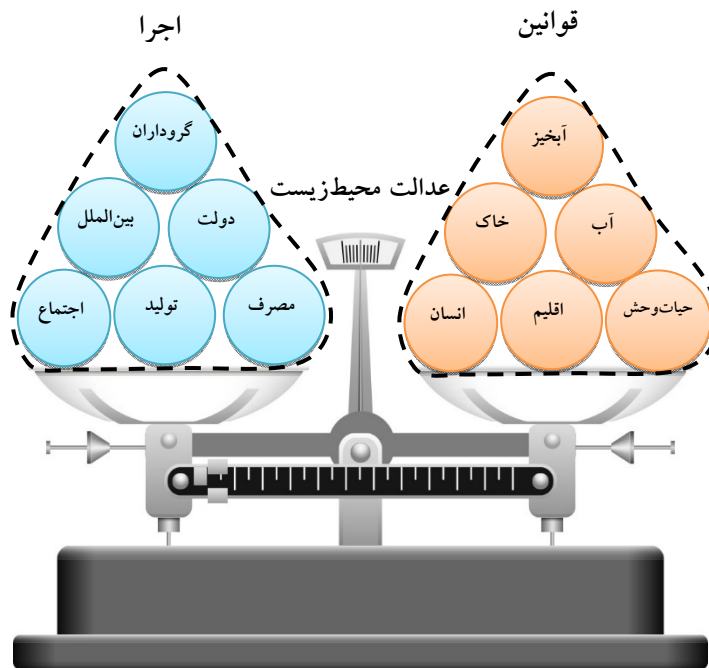 قوانین
اجرا
آبخیز
گروداران
عدالت محیط‌زیست
خاک
آب
بین‌الملل
دولت
انسان
اقلیم
حیات‌وحش
اجتماع
تولید
مصرف